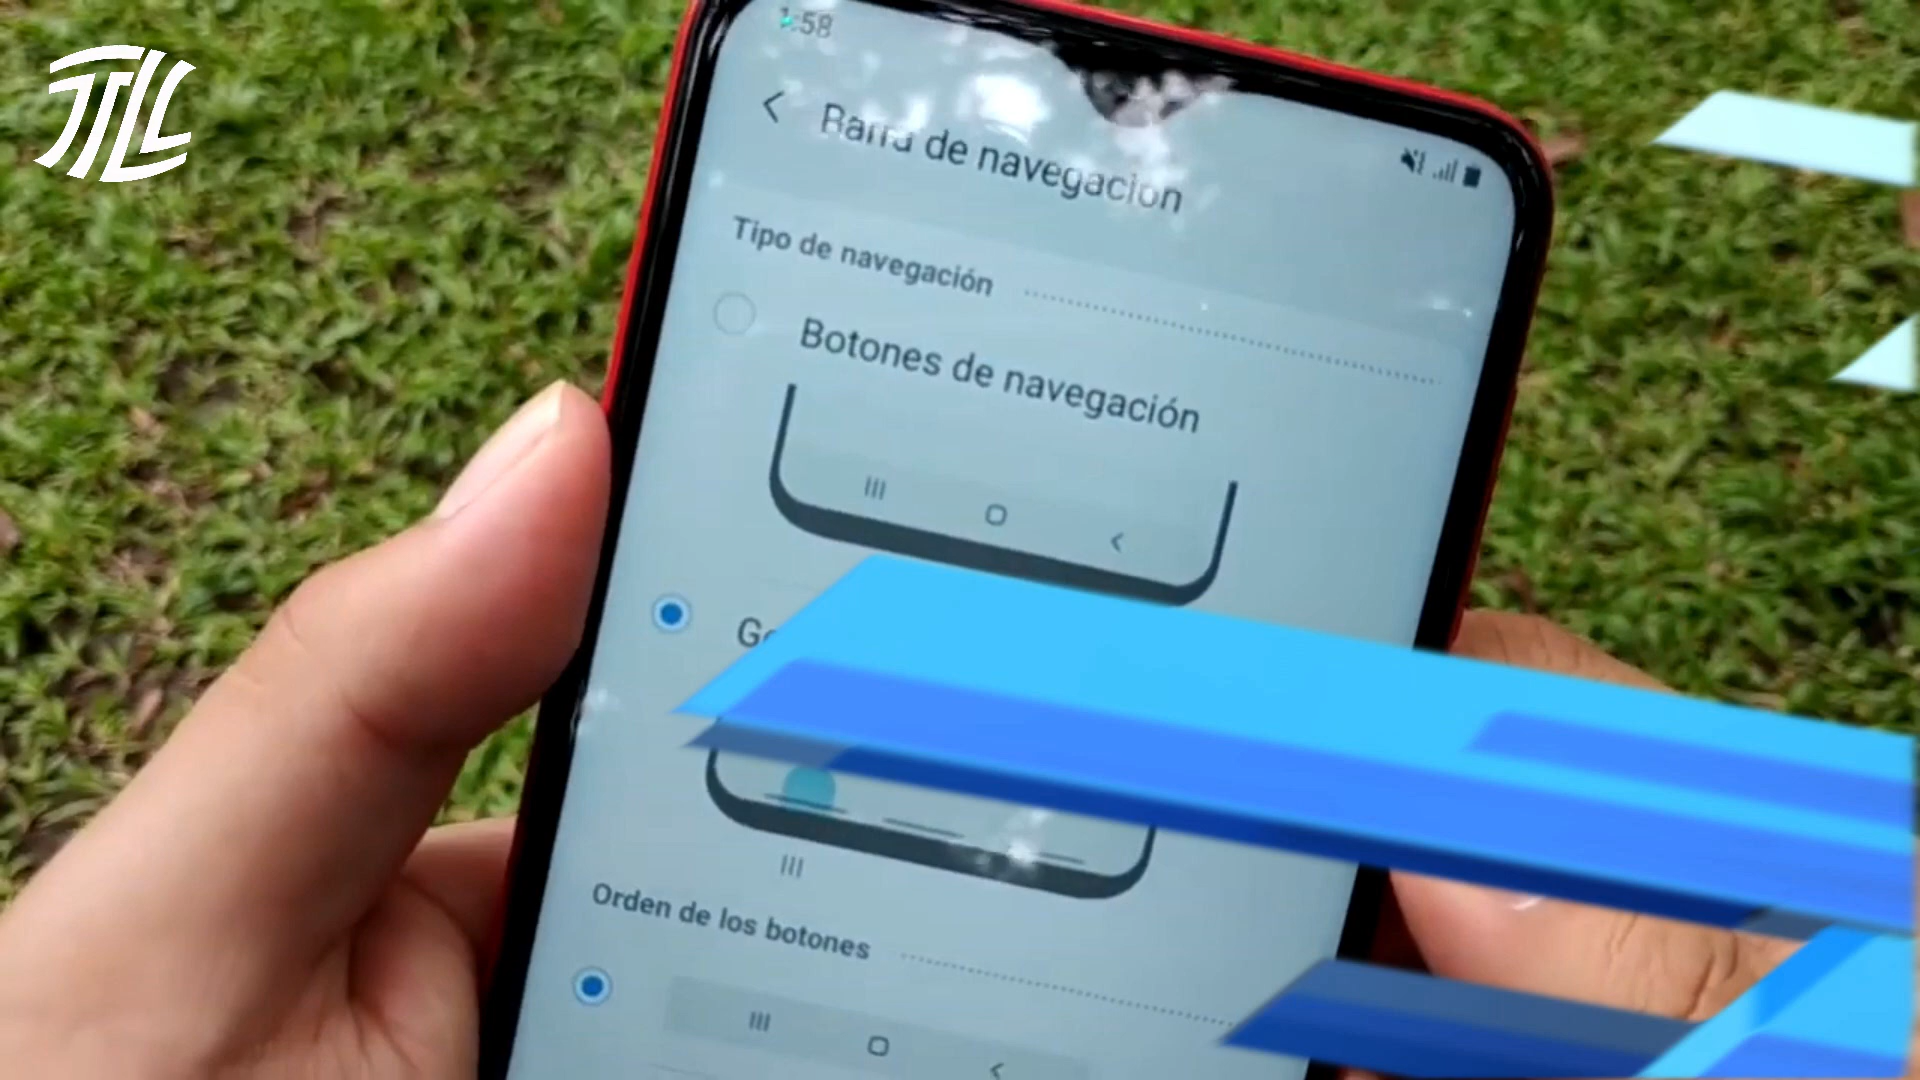 1:58
Barra de navegación
Tipo de navegación
Botones de navegación
Orden de los botones